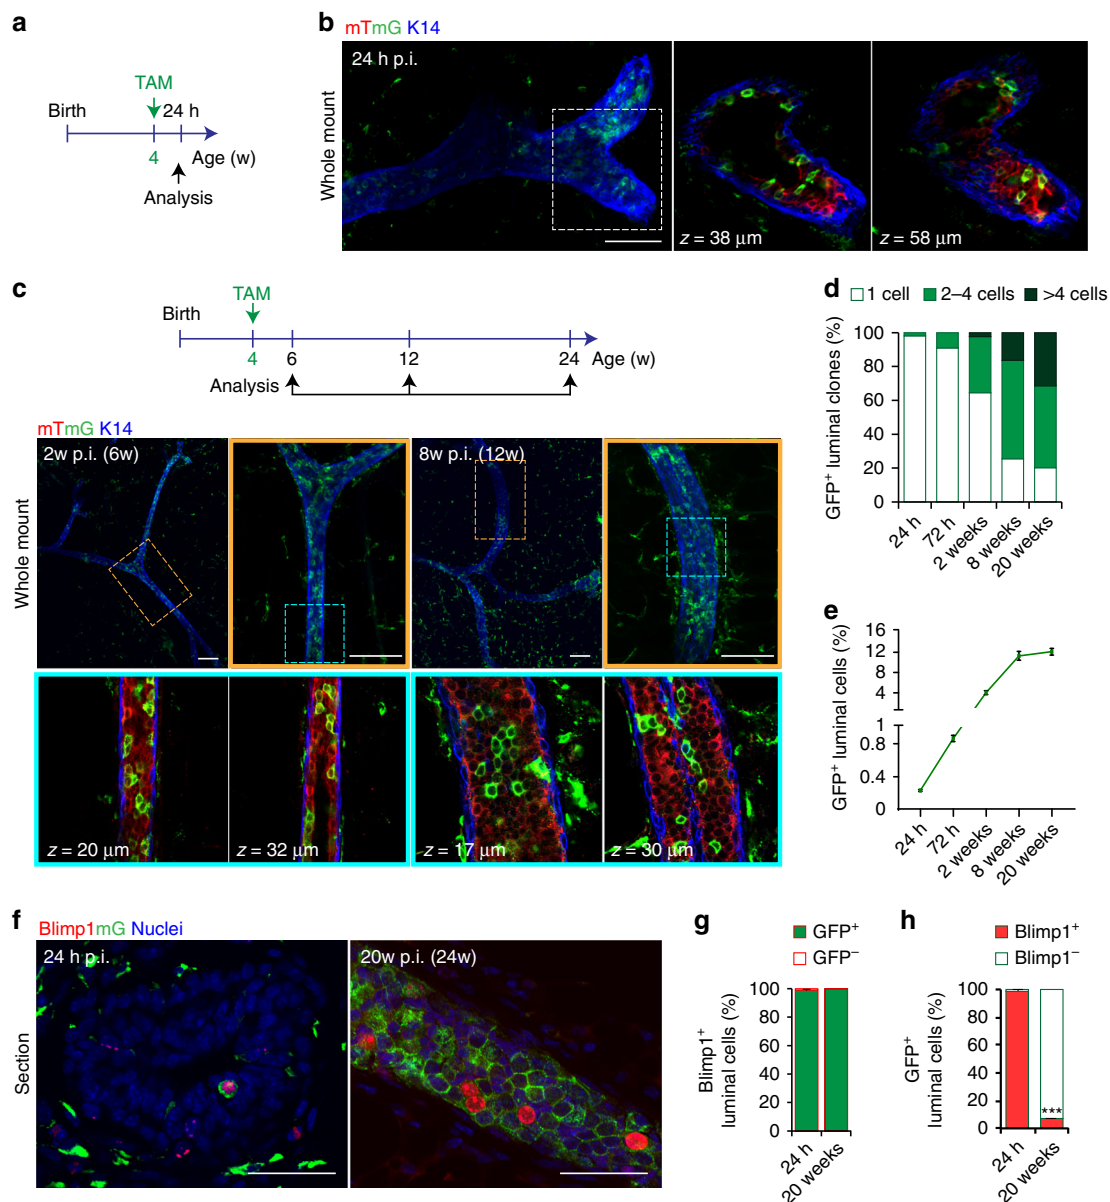 a
TAM
Birth
24 h
4
Age (w)
Analysis
b
mTmG K14
24 h p.i.
Whole mount
z = 38 µm
z = 58 µm
c
TAM
Birth
4
6
12
24
Age (w)
Analysis
mTmG K14
Whole mount
2w p.i. (6w)
8w p.i. (12w)
z = 20 µm
z = 32 µm
z = 17 µm
z = 30 µm
d
1 cell
2–4 cells
>4 cells
GFP+ luminal clones (%)
100
80
60
40
20
0
24 h
72 h
2 weeks
8 weeks
20 weeks
e
GFP+ luminal cells (%)
16
12
8
4
1
0.8
0.4
0
24 h
72 h
2 weeks
8 weeks
20 weeks
f
Blimp1mG Nuclei
Section
24 h p.i.
20w p.i. (24w)
g
GFP+
GFP–
Blimp1+
luminal cells (%)
100
80
60
40
20
0
24 h
20 weeks
h
Blimp1+
Blimp1–
GFP+
luminal cells (%)
100
80
60
40
20
0
***
24 h
20 weeks